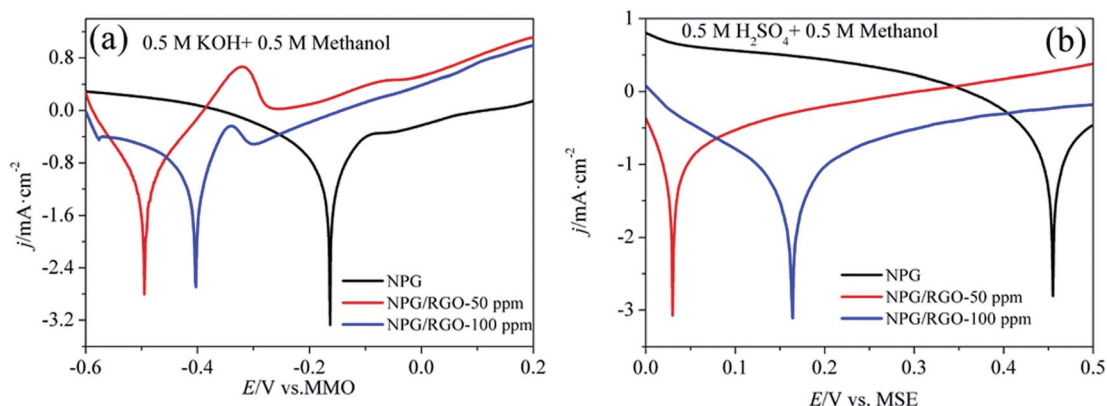 (a)
0.5 M KOH+ 0.5 M Methanol
0.8
0.0
-0.8
-1.6
-2.4
-3.2
j/mA·cm⁻²
NPG
NPG/RGO-50 ppm
NPG/RGO-100 ppm
-0.6
-0.4
-0.2
0.0
0.2
E/V vs.MMO
(b)
0.5 M H₂SO₄+ 0.5 M Methanol
1
0
-1
-2
-3
j/mA·cm⁻²
NPG
NPG/RGO-50 ppm
NPG/RGO-100 ppm
0.0
0.1
0.2
0.3
0.4
0.5
E/V vs. MSE